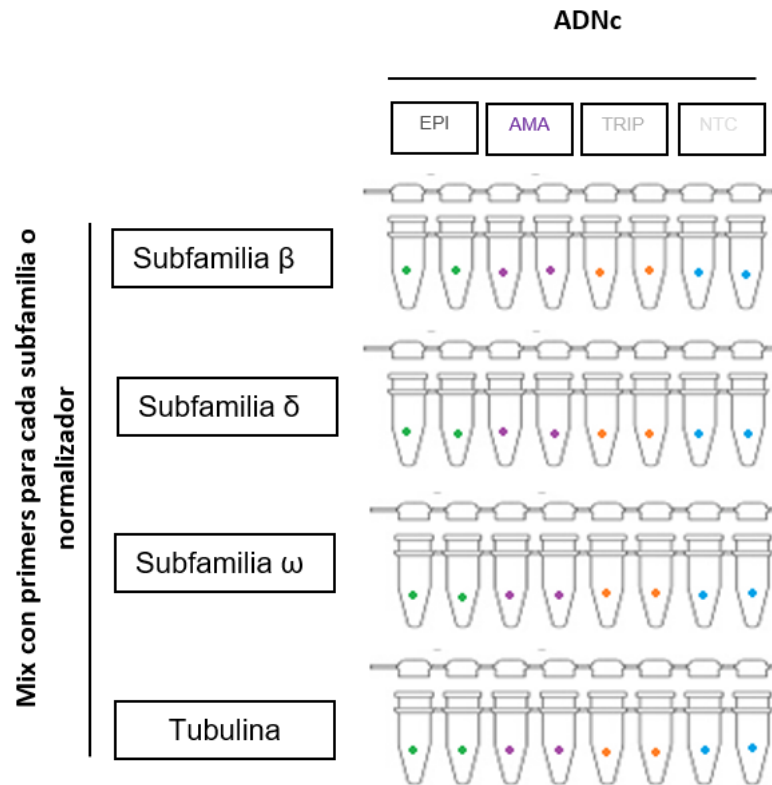 ADNc
EPI AMA TRIP NTC
Mix con primers para cada subfamilia o
normalizador
Subfamilia β
Subfamilia δ
Subfamilia ω
Tubulina